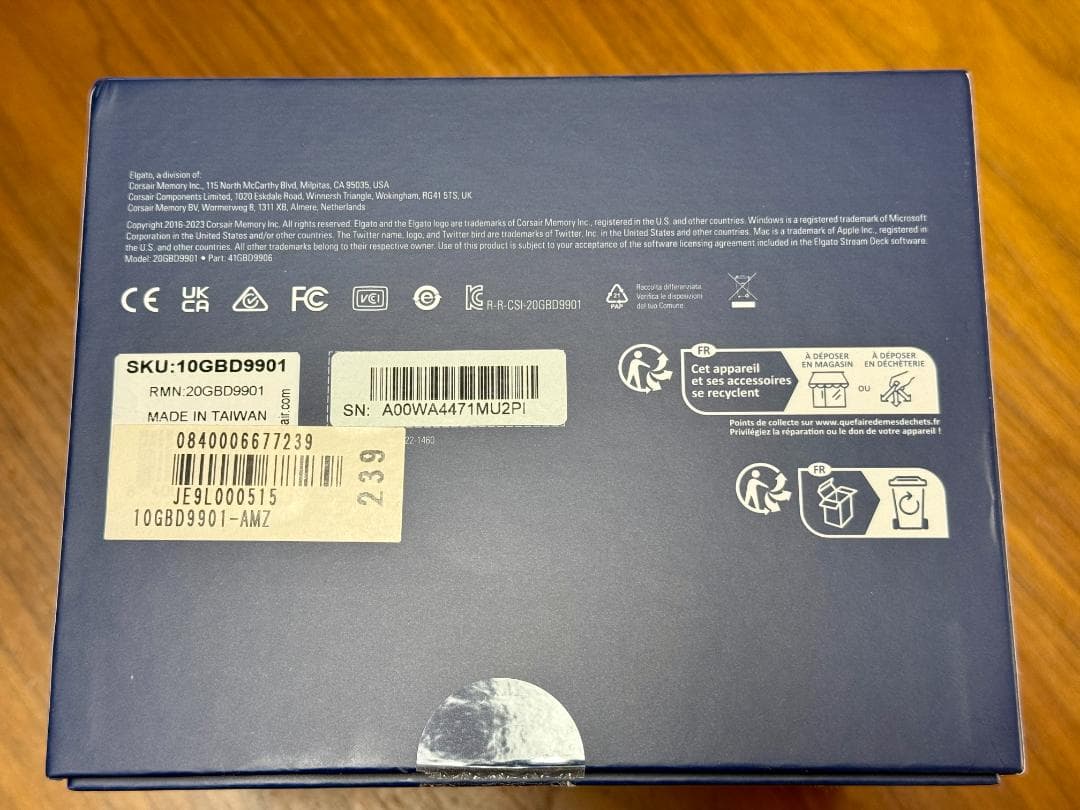 Elgato, a division of:
Corsair Memory Inc., 115 North McCarthy Blvd, Milpitas, CA 95035, USA
Corsair Components Limited, 1020 Eskdale Road, Winnersh Triangle, Wokingham, RG41 5TS, UK
Corsair Memory BV, Wormerweg 8, 1311 XB, Almere, Netherlands
Copyright 2016-2023 Corsair Memory Inc. All rights reserved. Elgato and the Elgato logo are trademarks of Corsair Memory Inc., registered in the U.S. and other countries. Windows is a registered trademark of Microsoft
Corporation in the United States and/or other countries. The Twitter name, logo, and Twitter bird are trademarks of Twitter, Inc. in the United States and other countries. Mac is a trademark of Apple Inc., registered in
the U.S. and other countries. All other trademarks belong to their respective owner. Use of this product is subject to your acceptance of the software licensing agreement included in the Elgato Stream Deck software.
Model: 20GBD9901 • Part: 41GBD9906
CE UK CA FC VCI R-R-CSI-20GBD9901
21
PAP
Raccolta differenziata.
Verifica le disposizioni
del tuo Comune.
SKU:10GBD9901
RMN:20GBD9901
MADE IN TAIWAN
air.com
SN: A00WA4471MU2PI
22-1460
0840006677239
JE9L000515
10GBD9901-AMZ
239
FR
Cet appareil
et ses accessoires
se recyclent
À DÉPOSER
EN MAGASIN
OU
À DÉPOSER
EN DÉCHÈTERIE
Points de collecte sur www.quefairedemesdechets.fr
Privilégiez la réparation ou le don de votre appareil !
FR